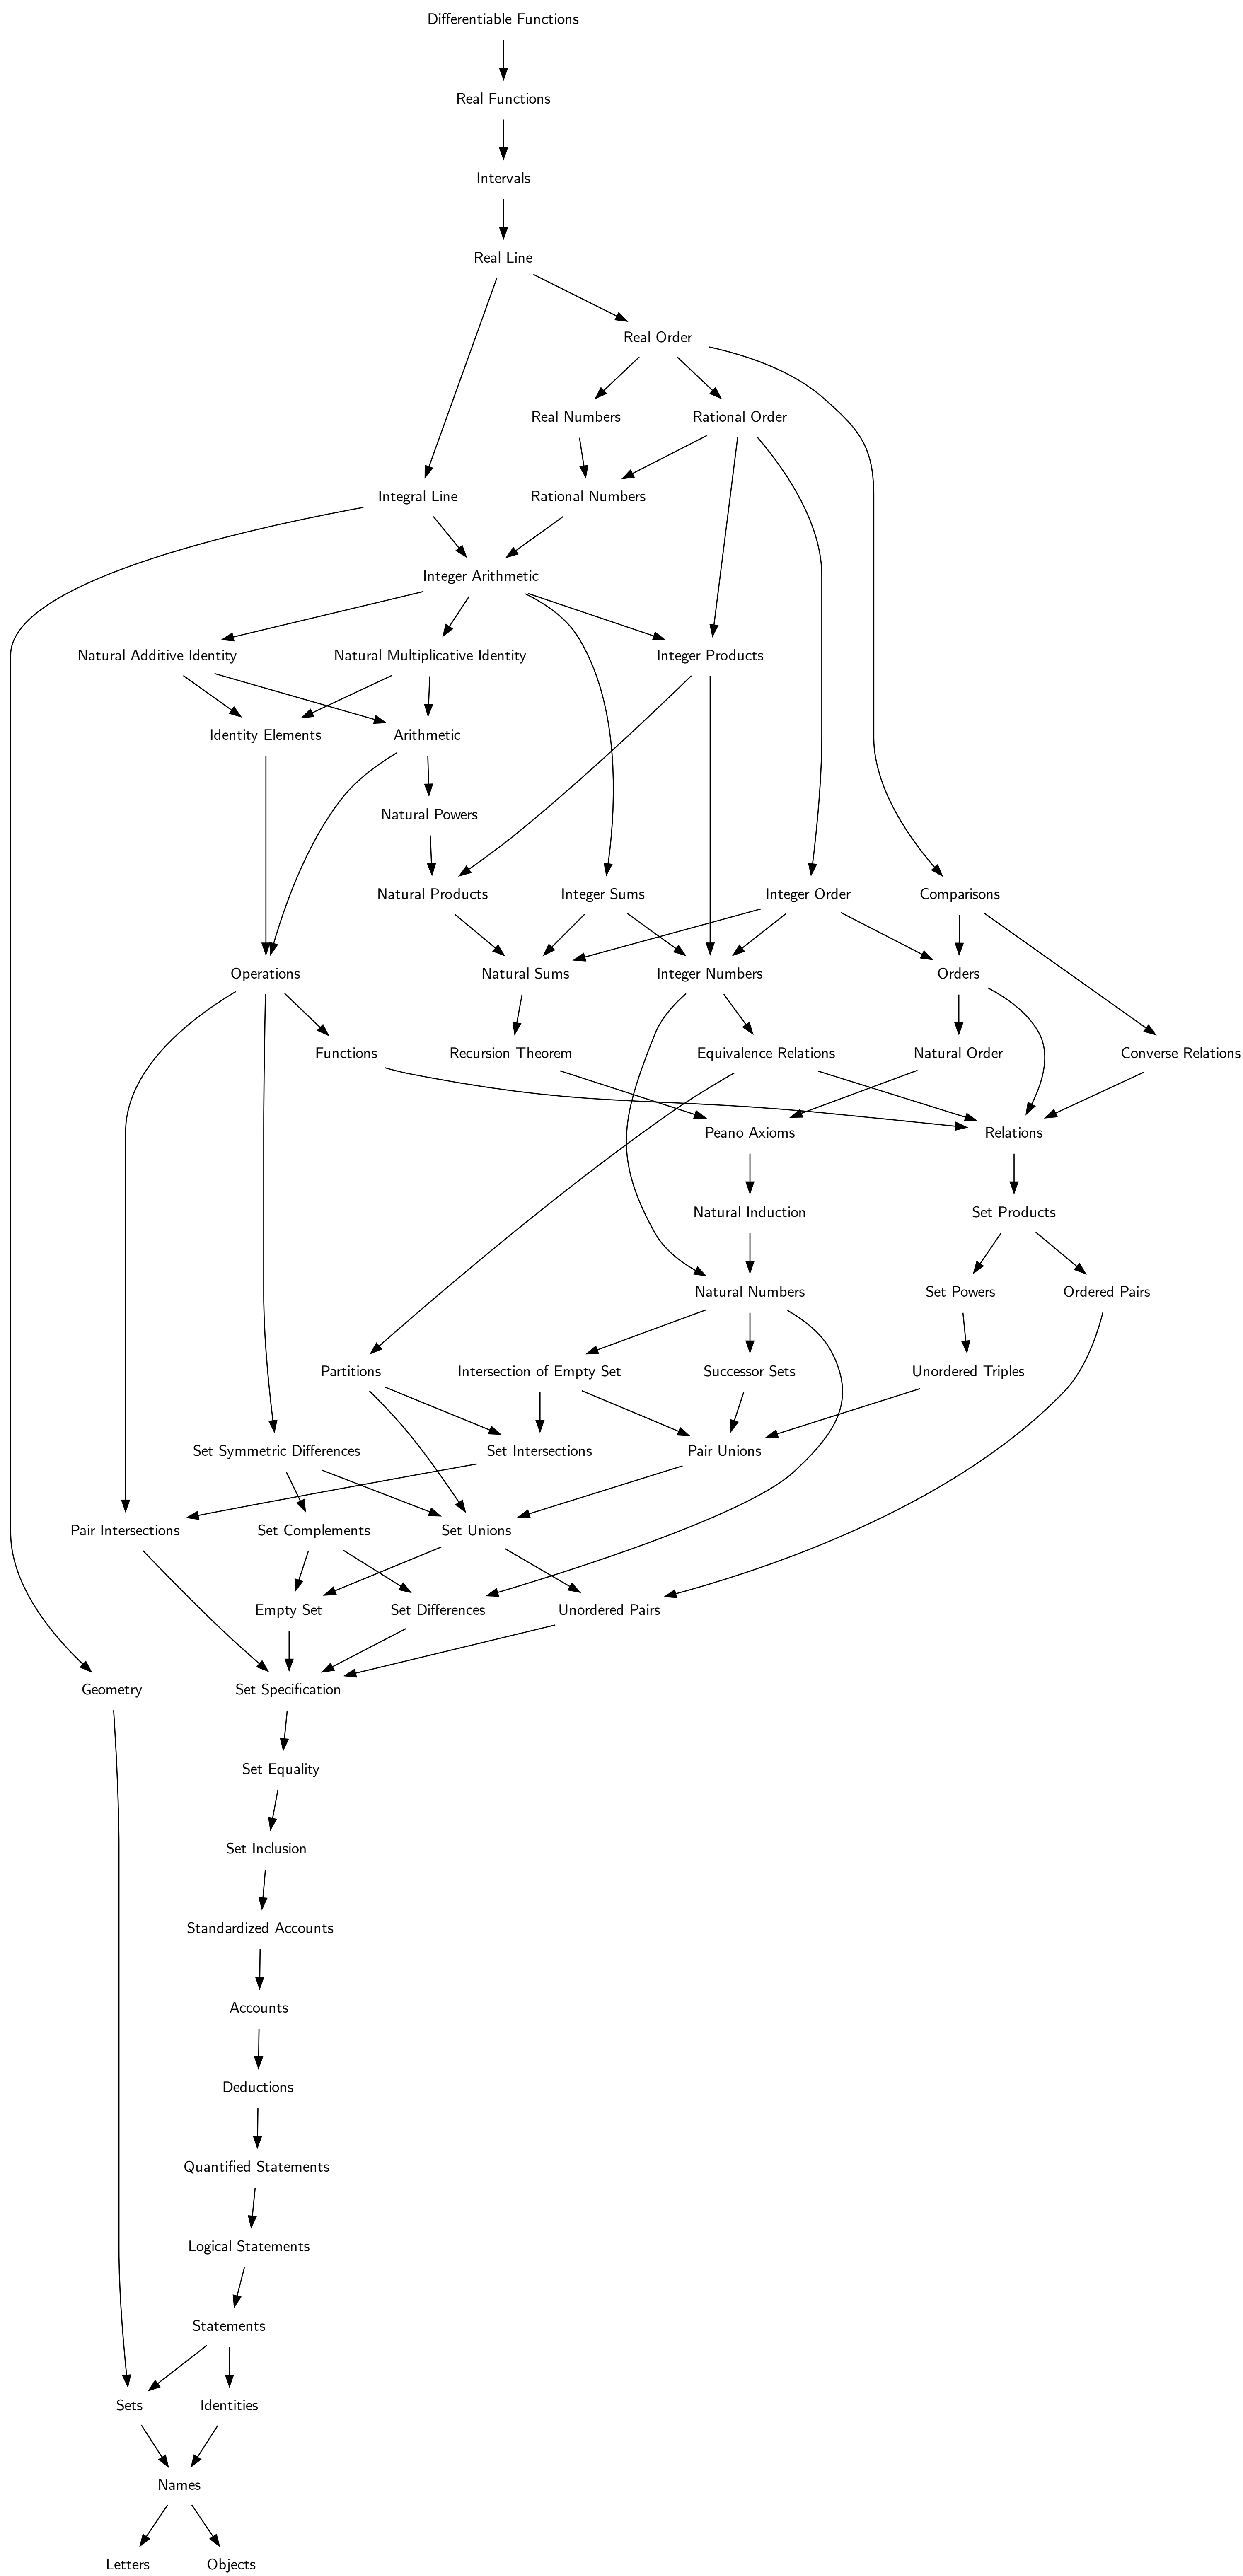 Differentiable Functions
Real Functions
Intervals
Real Line
Real Order
Real Numbers
Rational Order
Integral Line
Rational Numbers
Integer Arithmetic
Natural Additive Identity
Natural Multiplicative Identity
Integer Products
Identity Elements
Arithmetic
Natural Powers
Natural Products
Integer Sums
Integer Order
Comparisons
Operations
Natural Sums
Integer Numbers
Orders
Functions
Recursion Theorem
Equivalence Relations
Natural Order
Converse Relations
Peano Axioms
Relations
Natural Induction
Set Products
Natural Numbers
Set Powers
Ordered Pairs
Partitions
Intersection of Empty Set
Successor Sets
Unordered Triples
Set Symmetric Differences
Set Intersections
Pair Unions
Pair Intersections
Set Complements
Set Unions
Empty Set
Set Differences
Unordered Pairs
Geometry
Set Specification
Set Equality
Set Inclusion
Standardized Accounts
Accounts
Deductions
Quantified Statements
Logical Statements
Statements
Sets
Identities
Names
Letters
Objects